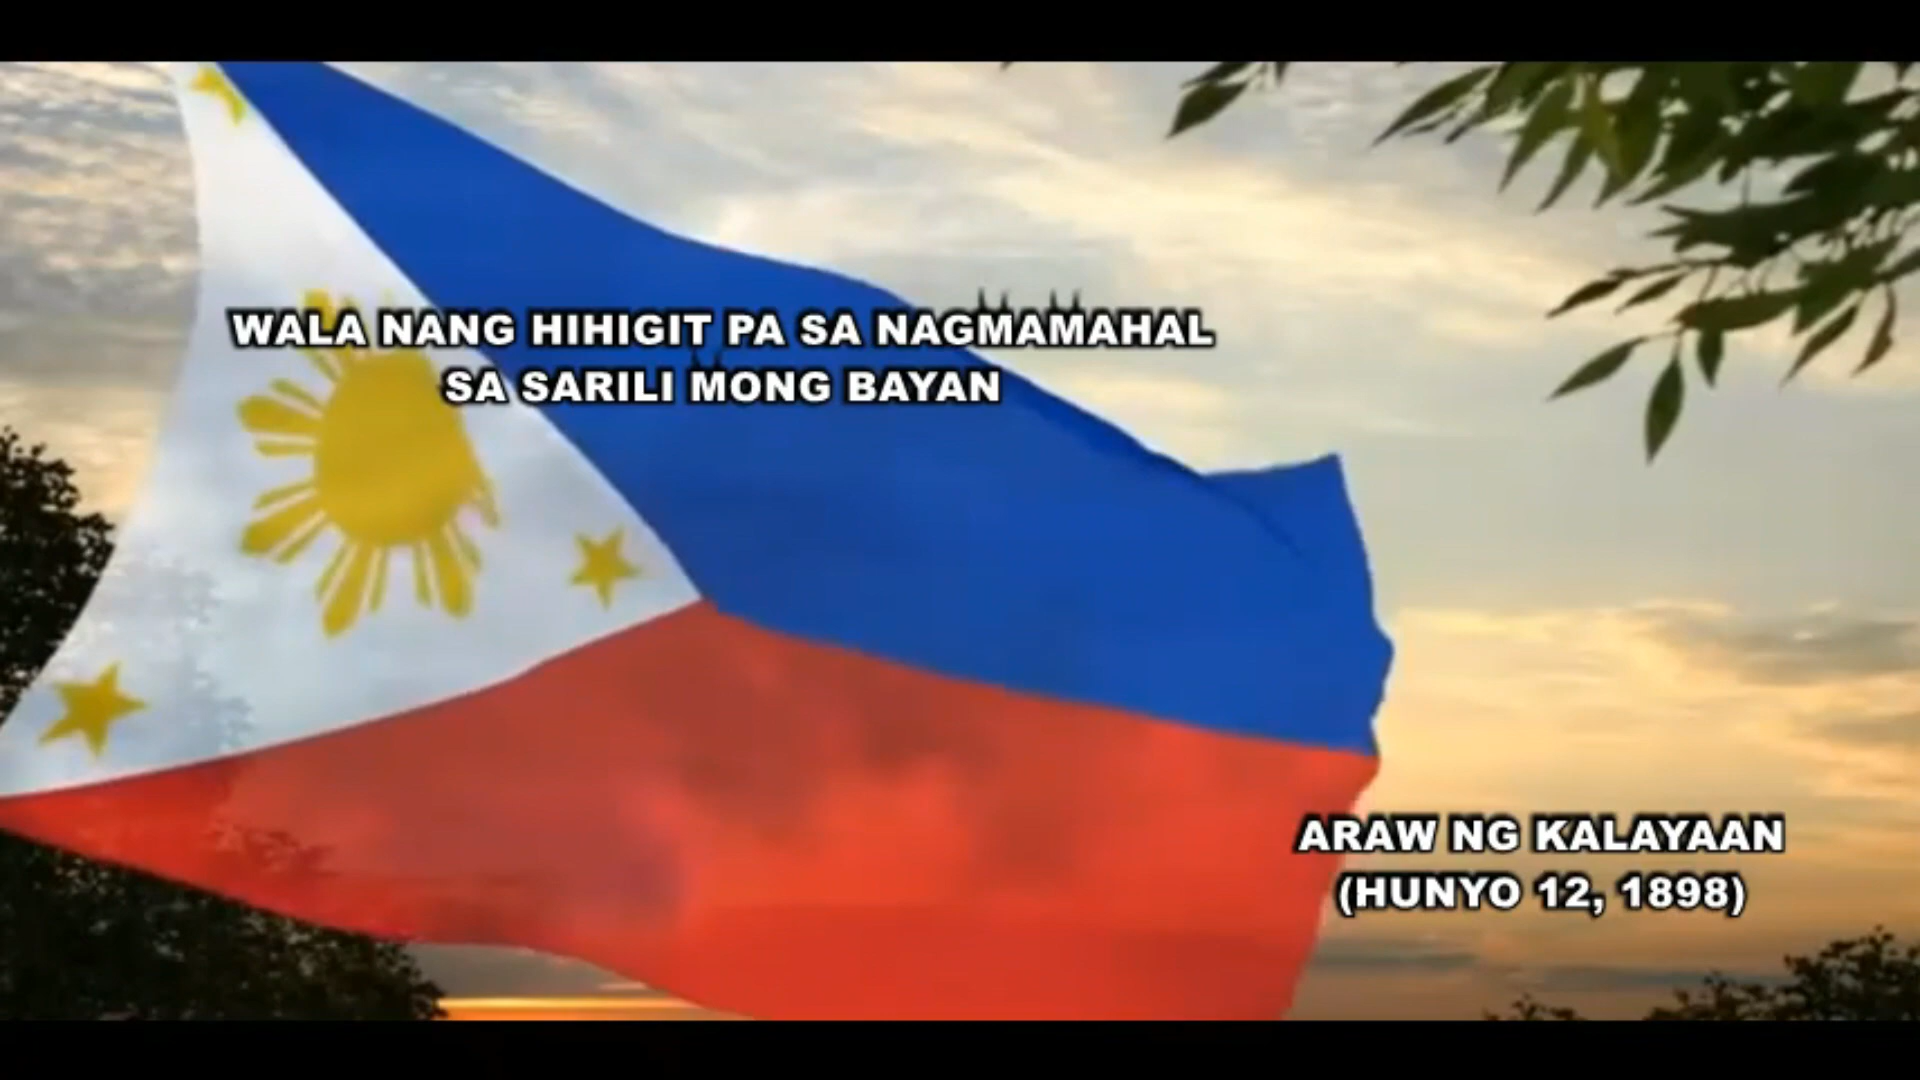 WALA NANG HIHIGIT PA SA NAGMAMAHAL
SA SARILI MONG BAYAN
ARAW NG KALAYAAN
(HUNYO 12, 1898)